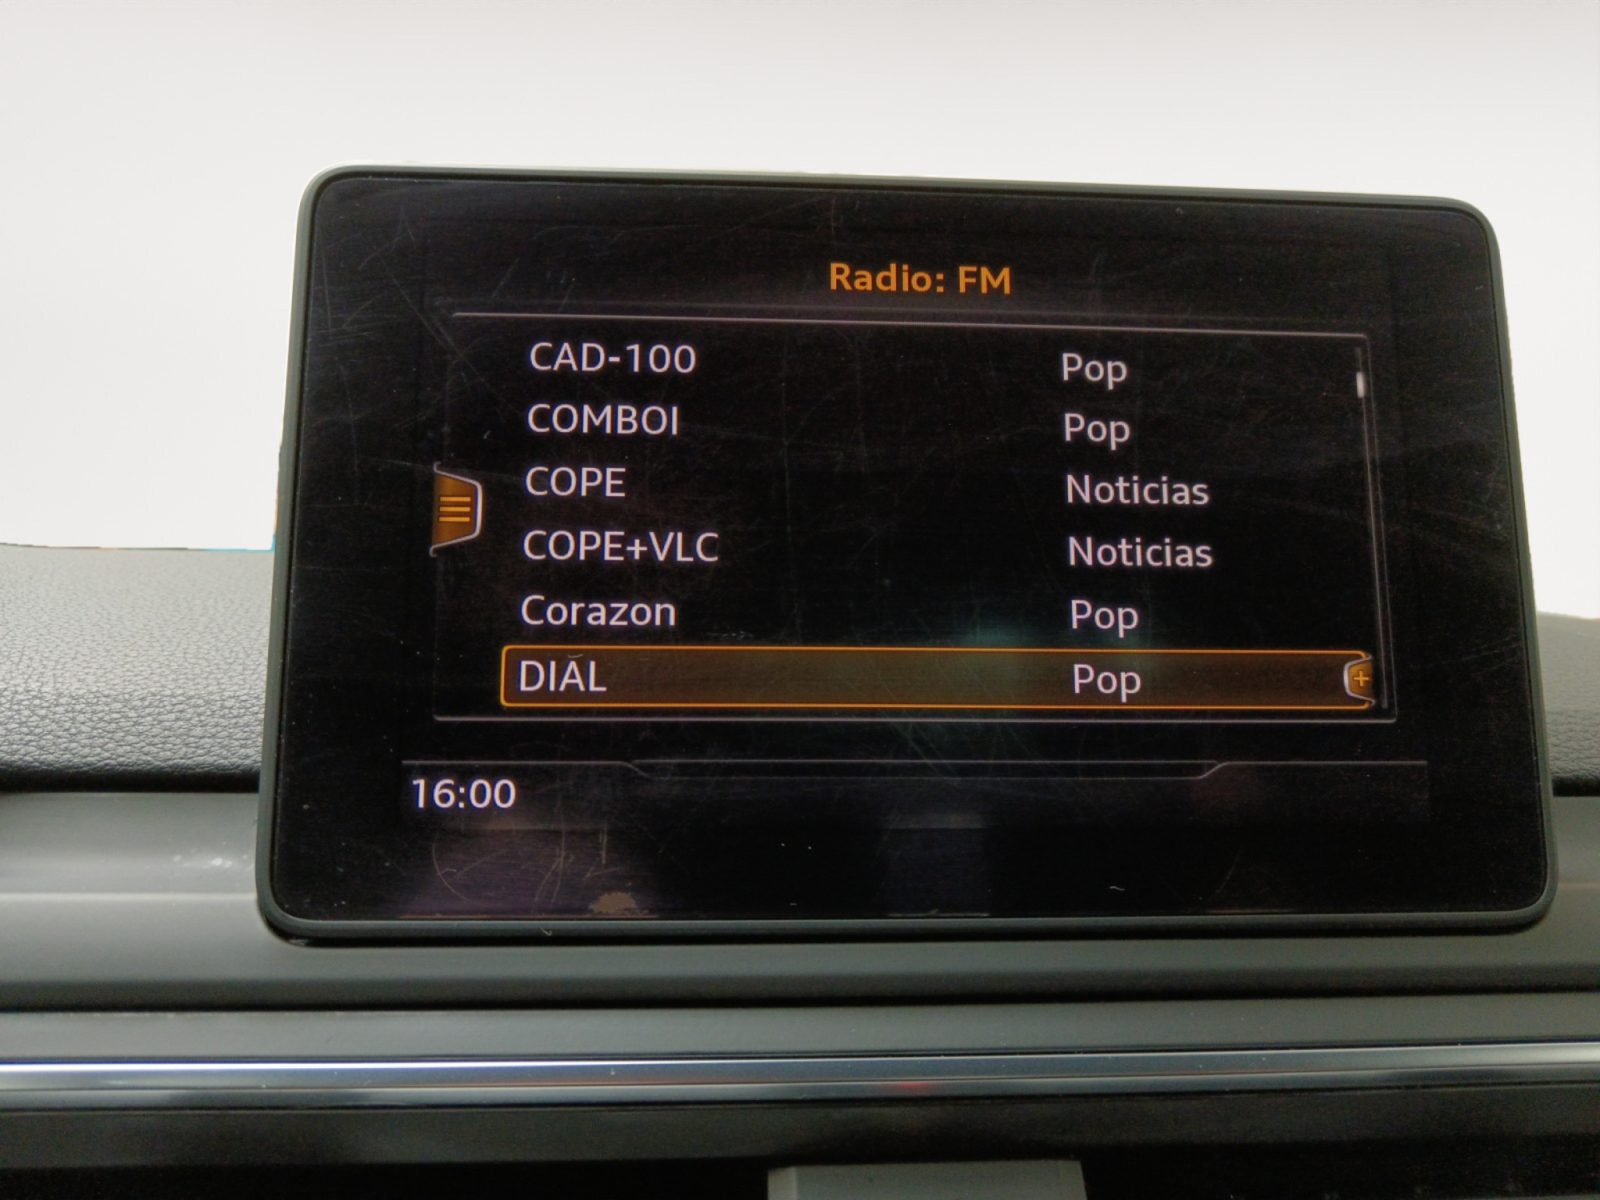 Radio: FM
CAD-100 Pop
COMBOI Pop
COPE Noticias
COPE+VLC Noticias
Corazon Pop
DIAL Pop
16:00